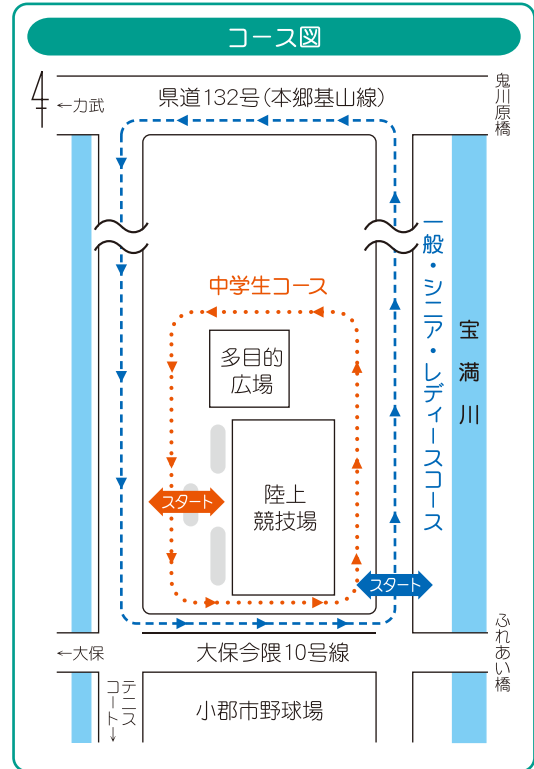 コース図
県道132号（本郷基山線）
←力武
鬼川原橋
一般・シニア・レディースコース
宝満川
中学生コース
多目的
広場
陸上
競技場
スタート
スタート
ふれあい橋
大保今隈10号線
←大保
テニス
コート→
小郡市野球場